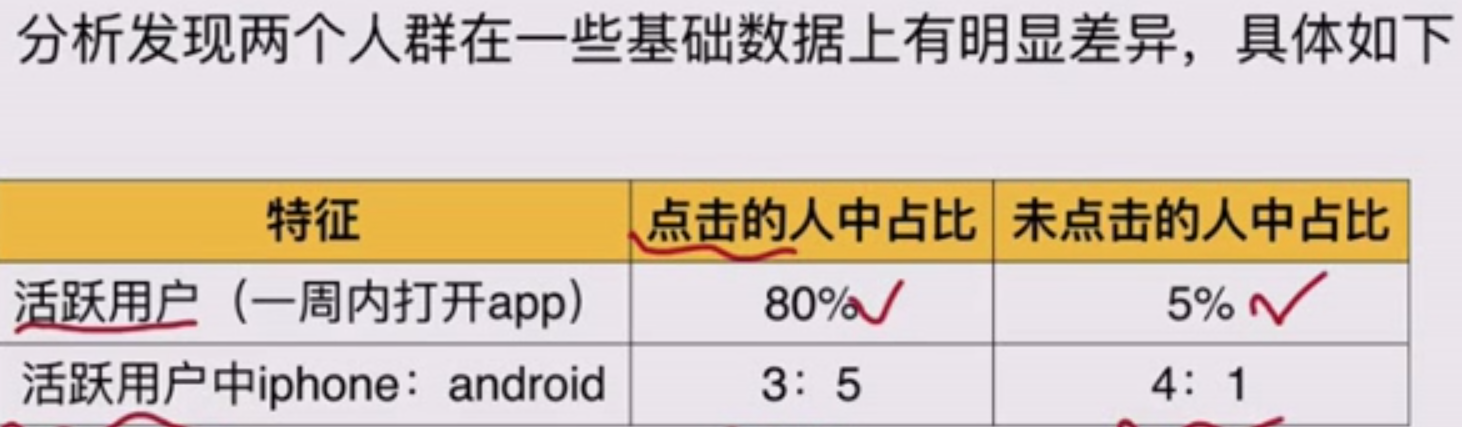 分析发现两个人群在一些基础数据上有明显差异，具体如下
特征 点击的人中占比 未点击的人中占比
活跃用户（一周内打开app） 80% 5%
活跃用户中iphone：android 3：5 4：1